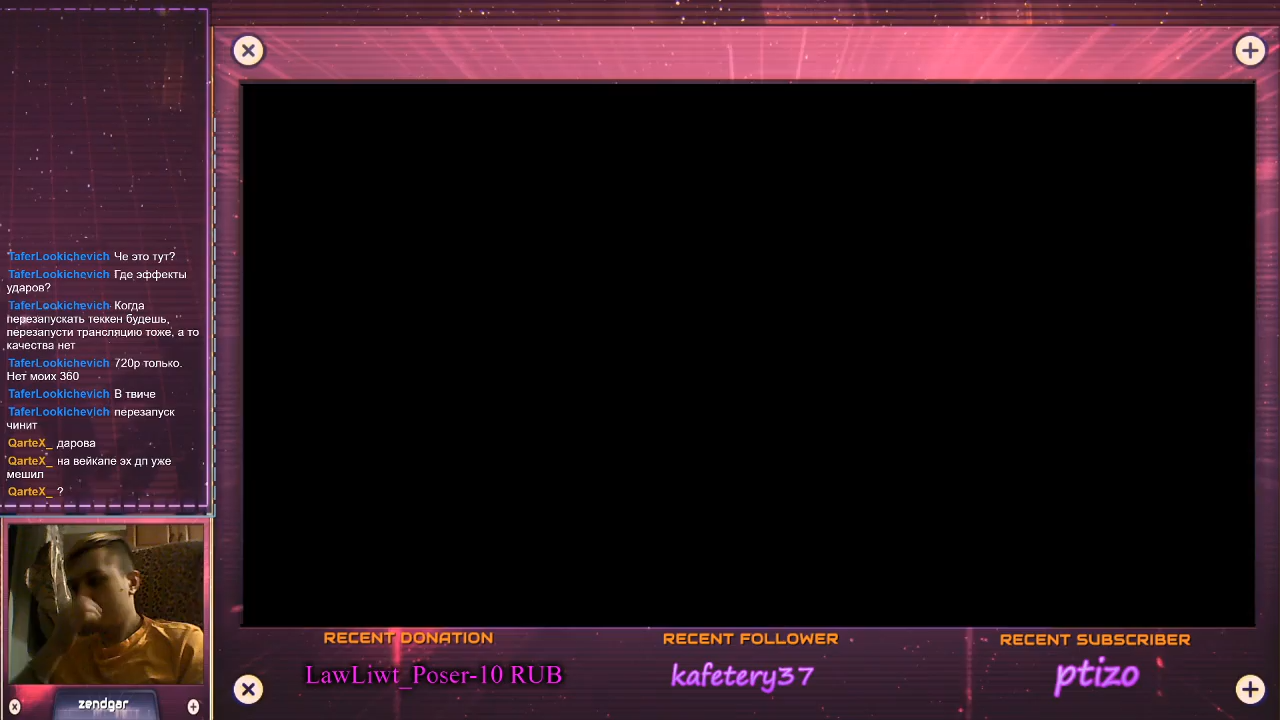 TaferLookichevich Че это тут?
TaferLookichevich Где эффекты
ударов?
TaferLookichevich Когда
перезапускать теккен будешь,
перезапусти трансляцию тоже, а то
качества нет
TaferLookichevich 720р только.
Нет моих 360
TaferLookichevich В твиче
TaferLookichevich перезапуск
чинит
QarteX_ дарова
QarteX_ на вейкапе эх дп уже
мешил
QarteX_ ?
zendgar
RECENT DONATION
LawLiwt_Poser-10 RUB
RECENT FOLLOWER
kafetery37
RECENT SUBSCRIBER
ptizo